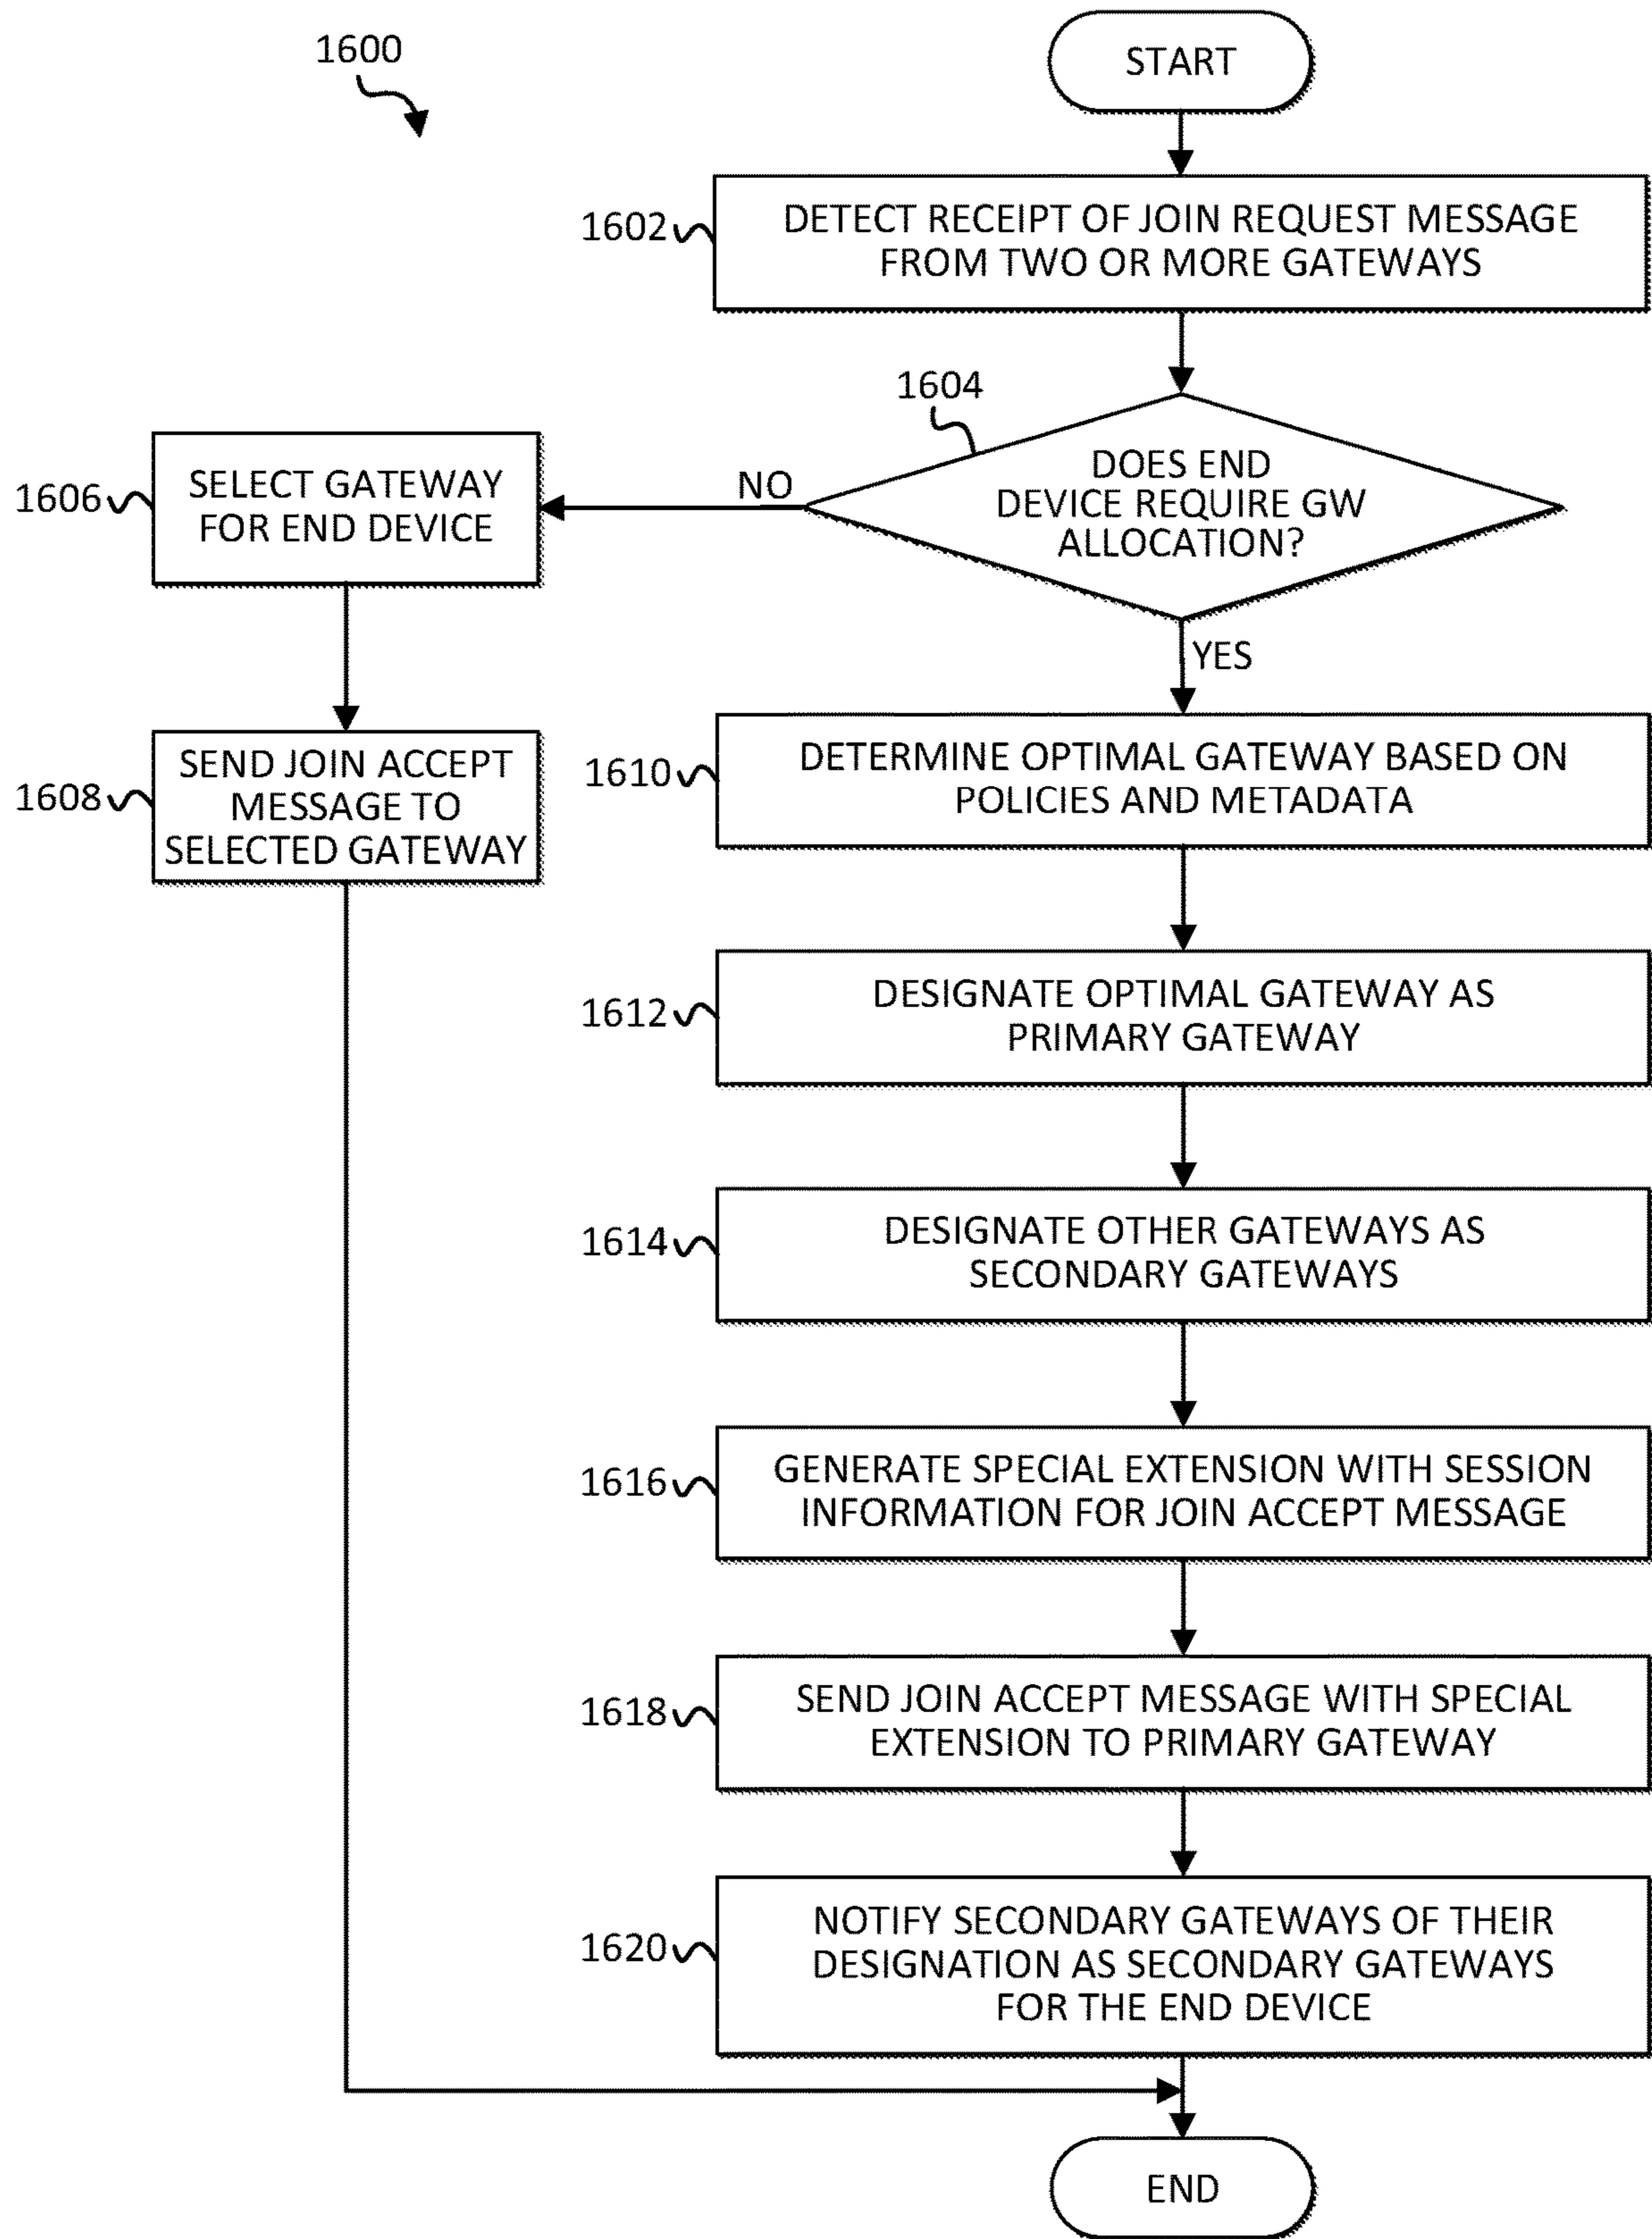 1600
START
1602
DETECT RECEIPT OF JOIN REQUEST MESSAGE
FROM TWO OR MORE GATEWAYS
1604
DOES END
DEVICE REQUIRE GW
ALLOCATION?
NO
1606
SELECT GATEWAY
FOR END DEVICE
YES
1608
SEND JOIN ACCEPT
MESSAGE TO
SELECTED GATEWAY
1610
DETERMINE OPTIMAL GATEWAY BASED ON
POLICIES AND METADATA
1612
DESIGNATE OPTIMAL GATEWAY AS
PRIMARY GATEWAY
1614
DESIGNATE OTHER GATEWAYS AS
SECONDARY GATEWAYS
1616
GENERATE SPECIAL EXTENSION WITH SESSION
INFORMATION FOR JOIN ACCEPT MESSAGE
1618
SEND JOIN ACCEPT MESSAGE WITH SPECIAL
EXTENSION TO PRIMARY GATEWAY
1620
NOTIFY SECONDARY GATEWAYS OF THEIR
DESIGNATION AS SECONDARY GATEWAYS
FOR THE END DEVICE
END